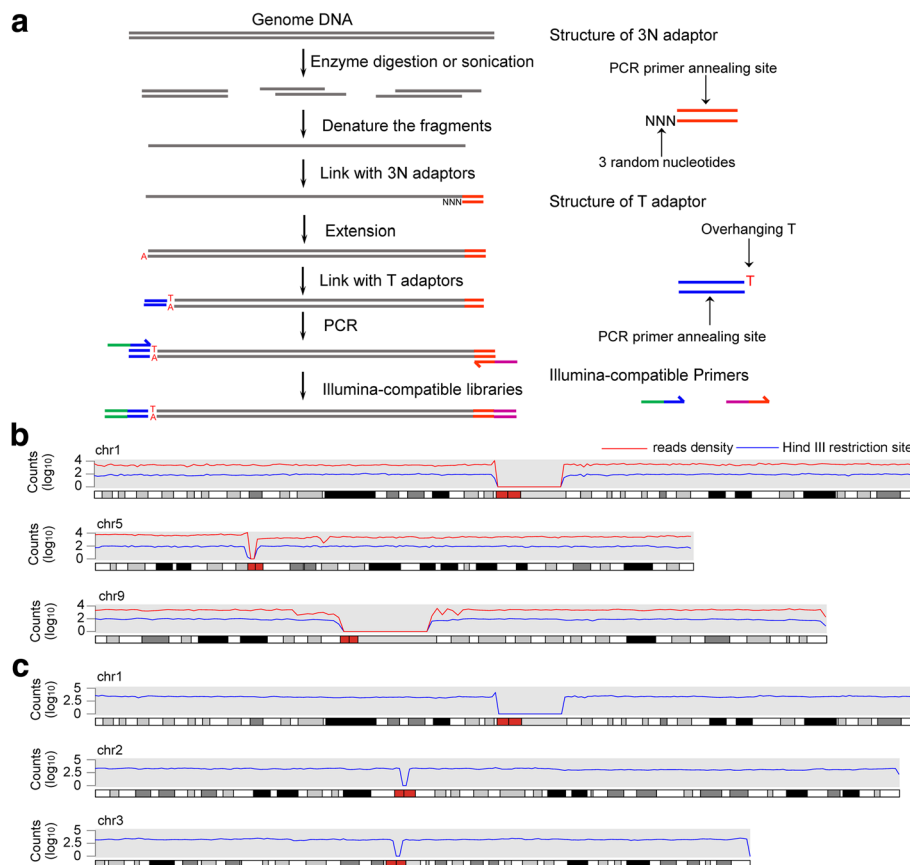 a
Genome DNA
Enzyme digestion or sonication
Denature the fragments
Link with 3N adaptors
NNN
Extension
A
Link with T adaptors
T
A
PCR
T
A
Illumina-compatible libraries
T
A
Structure of 3N adaptor
PCR primer annealing site
NNN
3 random nucleotides
Structure of T adaptor
Overhanging T
T
PCR primer annealing site
Illumina-compatible Primers
b
reads density
Hind III restriction site
chr1
Counts
(log10)
4
2
0
chr5
Counts
(log10)
4
2
0
chr9
Counts
(log10)
4
2
0
c
chr1
Counts
(log10)
5
2.5
0
chr2
Counts
(log10)
5
2.5
0
chr3
Counts
(log10)
5
2.5
0